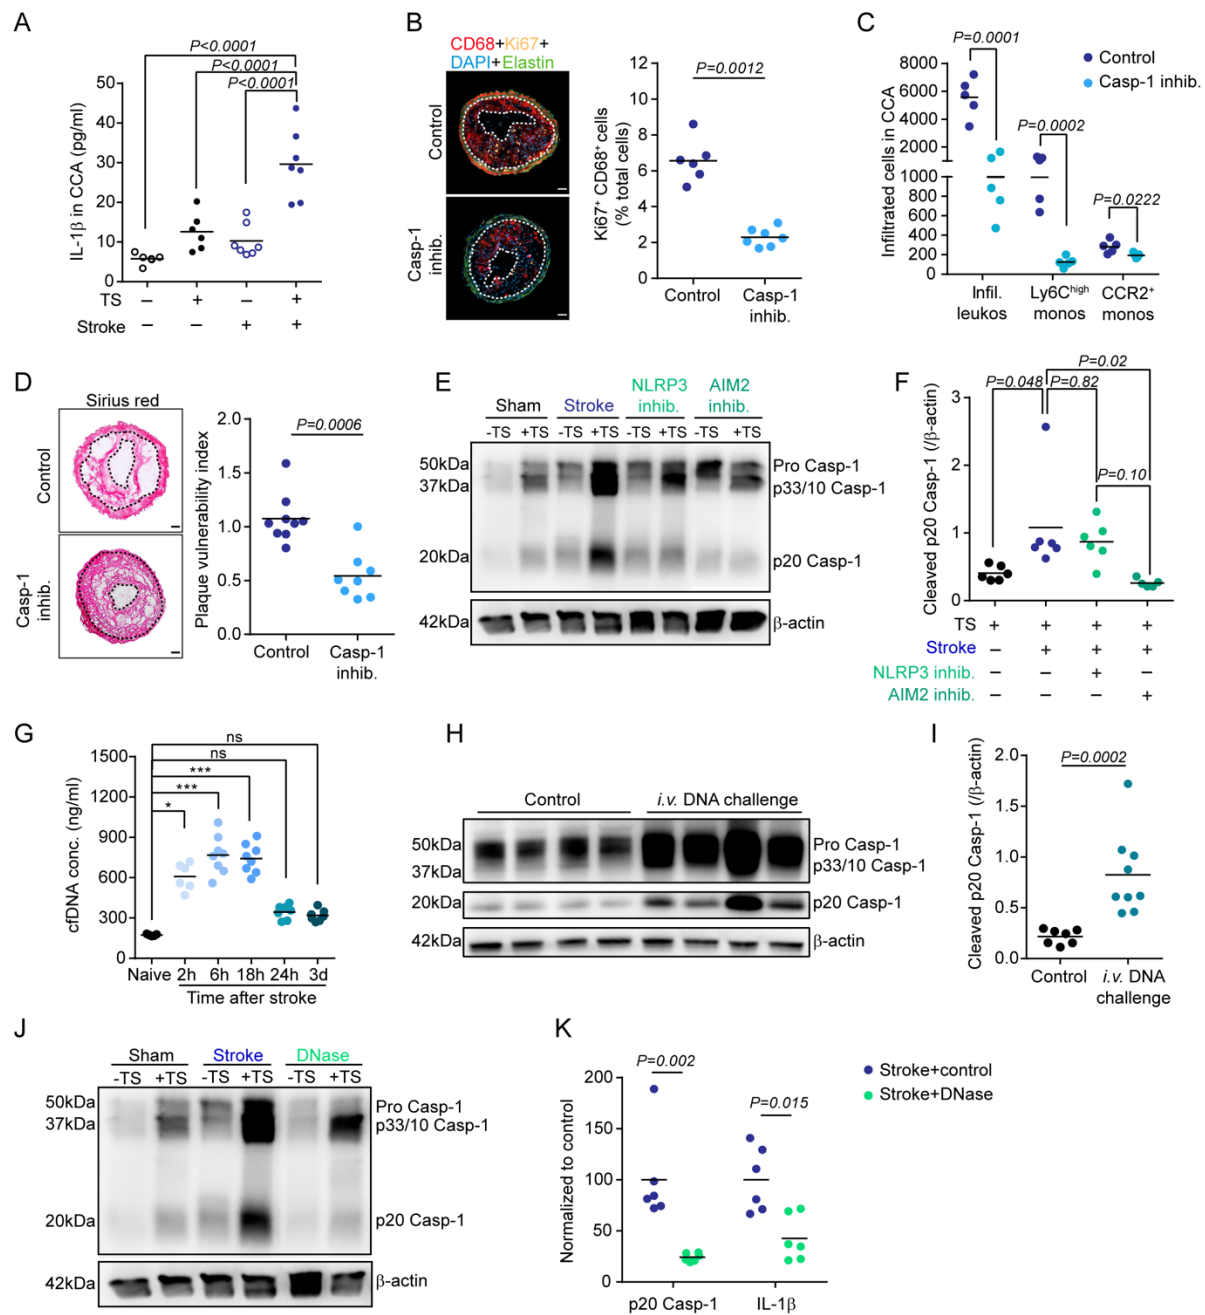 A
P<0.0001
P<0.0001
P<0.0001
IL-1β in CCA (pg/ml)
50
40
30
20
10
0
TS – + – +
Stroke – – + +
B
CD68+Ki67+
DAPI+Elastin
Control
Casp-1
inhib.
P=0.0012
Ki67⁺ CD68⁺ cells
(% total cells)
12
10
8
6
4
2
0
Control
Casp-1
inhib.
C
P=0.0001
Control
Casp-1 inhib.
P=0.0002
P=0.0222
Infiltrated cells in CCA
8000
6000
4000
2000
1000
800
600
400
200
0
Infil.
leukos
Ly6C^high
monos
CCR2⁺
monos
D
Sirius red
Control
Casp-1
inhib.
P=0.0006
Plaque vulnerability index
2.0
1.5
1.0
0.5
0.0
Control
Casp-1
inhib.
E
Sham Stroke NLRP3 inhib. AIM2 inhib.
-TS +TS -TS +TS -TS +TS -TS +TS
50kDa Pro Casp-1
37kDa p33/10 Casp-1
20kDa p20 Casp-1
42kDa β-actin
F
P=0.02
P=0.048 P=0.82
P=0.10
Cleaved p20 Casp-1 (/β-actin)
3
2
1
0
TS + + + +
Stroke – + + +
NLRP3 inhib. – – + –
AIM2 inhib. – – – +
G
ns
ns
***
***
*
cfDNA conc. (ng/ml)
1500
1200
900
600
300
0
Naive 2h 6h 18h 24h 3d
Time after stroke
H
Control i.v. DNA challenge
50kDa Pro Casp-1
37kDa p33/10 Casp-1
20kDa p20 Casp-1
42kDa β-actin
I
P=0.0002
Cleaved p20 Casp-1 (/β-actin)
2.0
1.5
1.0
0.5
0.0
Control
i.v. DNA
challenge
J
Sham Stroke DNase
-TS +TS -TS +TS -TS +TS
50kDa Pro Casp-1
37kDa p33/10 Casp-1
20kDa p20 Casp-1
42kDa β-actin
K
P=0.002
P=0.015
Stroke+control
Stroke+DNase
Normalized to control
200
150
100
50
0
p20 Casp-1 IL-1β